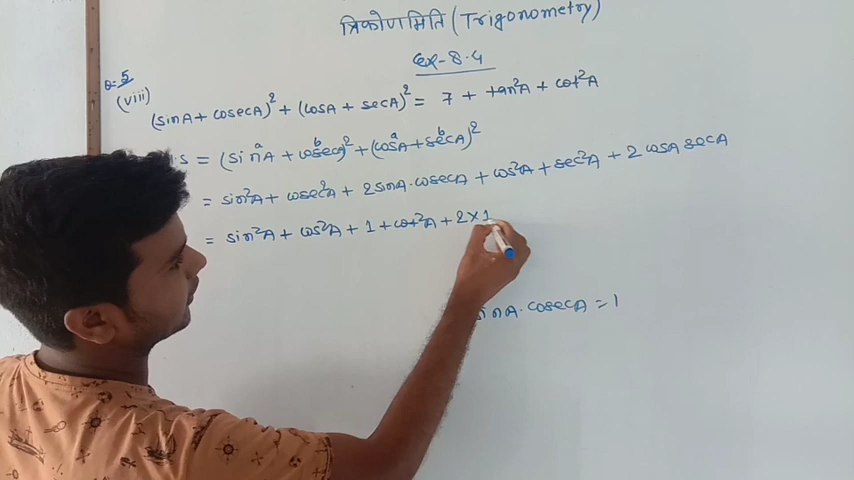 त्रिकोणमिति (Trigonometry)
Ex-8.4
Q-5
(viii) (sinA + cosecA)² + (cosA + secA)² = 7 + tan²A + cot²A
.S = (sinA + cosecA)² + (cosA + secA)²
a b a b
= sin²A + cosec²A + 2sinA·cosecA + cos²A + sec²A + 2 cosA secA
= sin²A + cos²A + 1 + cot²A + 2×1
sinA·cosecA = 1